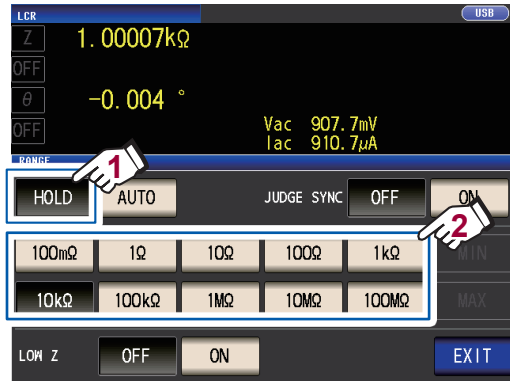 LCR USB
Z 1.00007kΩ
OFF
θ -0.004 °
OFF
Vac 907.7mV
Iac 910.7μA
RANGE
1
HOLD AUTO JUDGE SYNC OFF ON
2
100mΩ 1Ω 10Ω 100Ω 1kΩ MIN
10kΩ 100kΩ 1MΩ 10MΩ 100MΩ MAX
LOW Z OFF ON EXIT